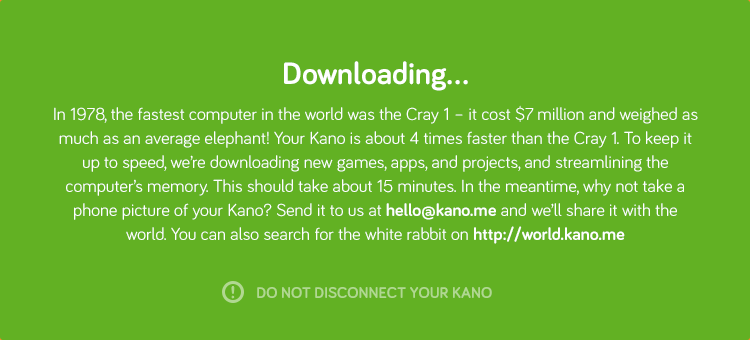 Downloading...
In 1978, the fastest computer in the world was the Cray 1 – it cost $7 million and weighed as
much as an average elephant! Your Kano is about 4 times faster than the Cray 1. To keep it
up to speed, we're downloading new games, apps, and projects, and streamlining the
computer's memory. This should take about 15 minutes. In the meantime, why not take a
phone picture of your Kano? Send it to us at hello@kano.me and we'll share it with the
world. You can also search for the white rabbit on http://world.kano.me
! DO NOT DISCONNECT YOUR KANO